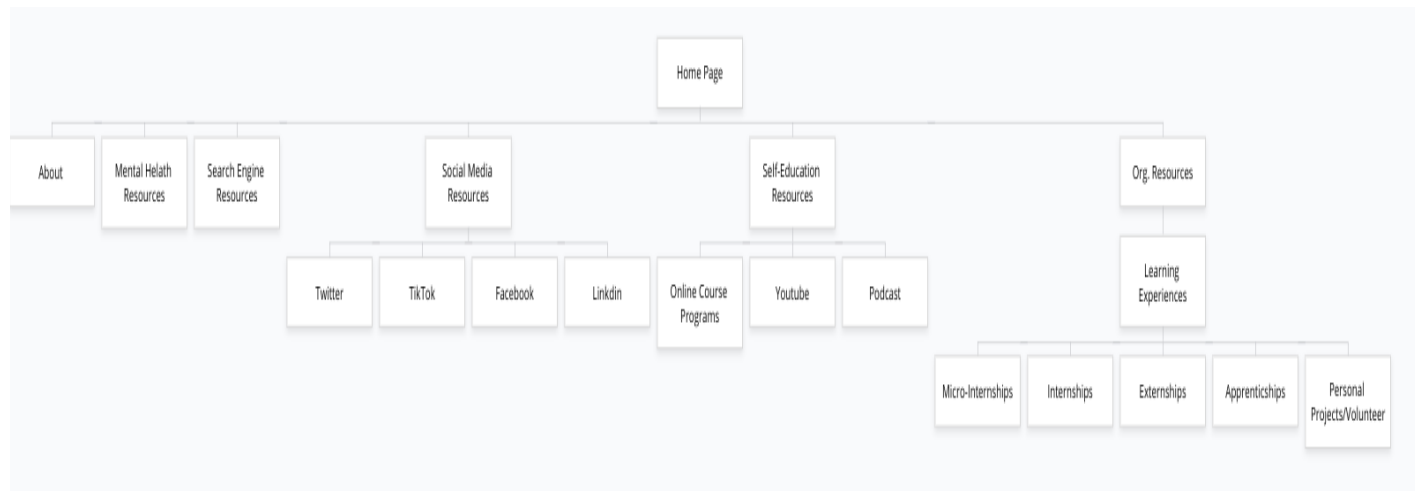 Home Page
About
Mental Helath
Resources
Search Engine
Resources
Social Media
Resources
Self-Education
Resources
Org. Resources
Twitter
TikTok
Facebook
Linkdin
Online Course
Programs
Youtube
Podcast
Learning
Experiences
Micro-Internships
Internships
Externships
Apprenticships
Personal
Projects/Volunteer